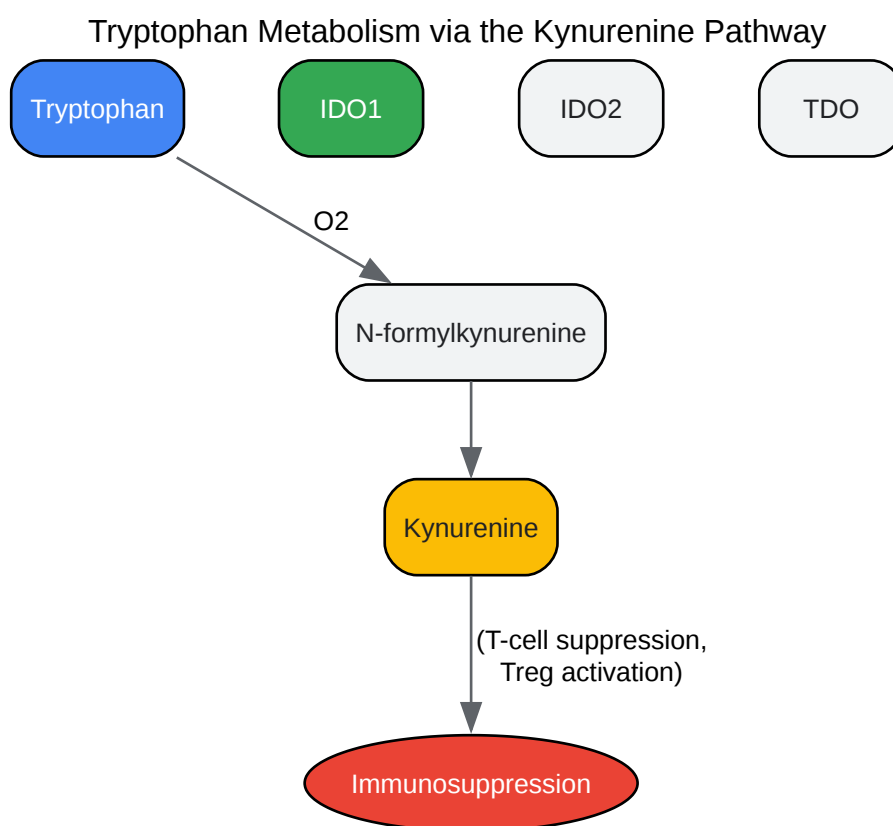 Tryptophan Metabolism via the Kynurenine Pathway
Tryptophan
IDO1
IDO2
TDO
O2
N-formylkynurenine
Kynurenine
(T-cell suppression,
Treg activation)
Immunosuppression